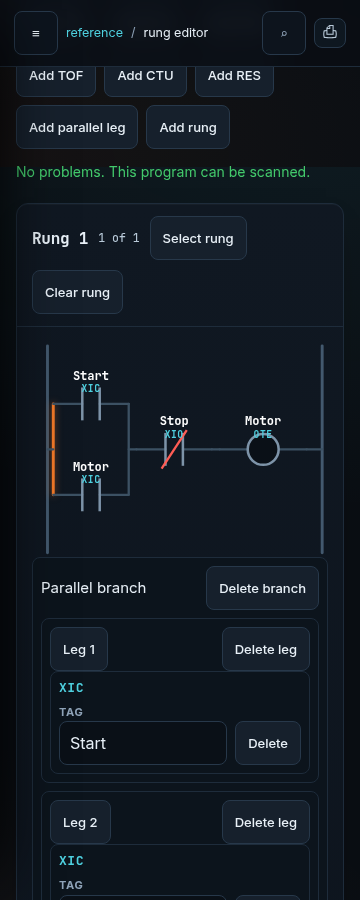 reference / rung editor
Add TOF Add CTU Add RES
Add parallel leg Add rung
No problems. This program can be scanned.
Rung 1 1 of 1 Select rung
Clear rung
Start
XIC
Stop Motor
XIO OTE
Motor
XIC
Parallel branch Delete branch
Leg 1 Delete leg
XIC
TAG
Start Delete
Leg 2 Delete leg
XIC
TAG